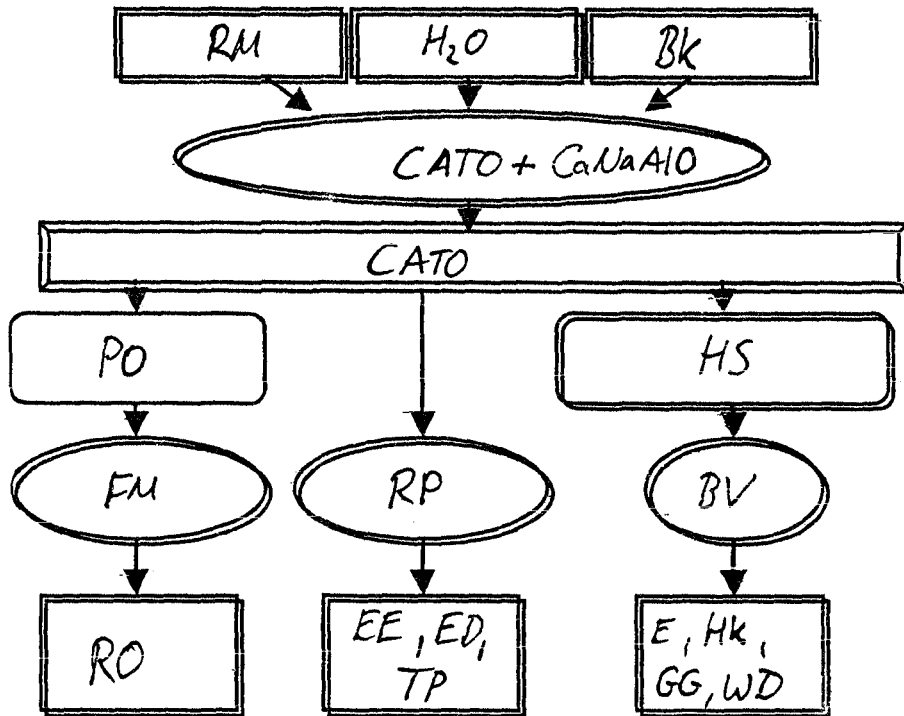 RM
H₂O
BK
CATO + CaNaAlO
CATO
PO
HS
FM
RP
BV
RO
EE, ED,
TP
E, HK,
GG, WD